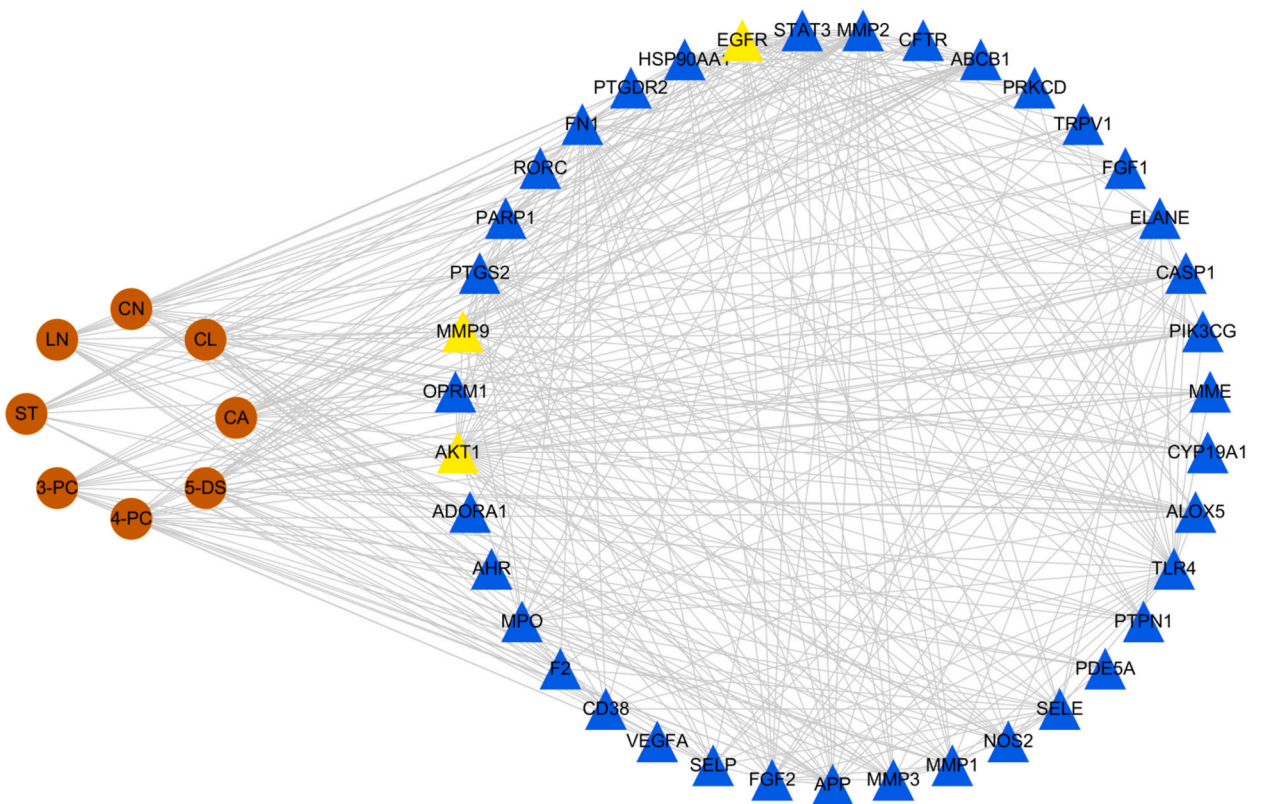 STAT3
MMP2
EGFR
CFTR
HSP90AA1
ABCB1
PTGDR2
PRKCD
FN1
TRPV1
RORC
FGF1
PARP1
ELANE
PTGS2
CASP1
CN
MMP9
PIK3CG
LN
CL
OPRM1
MME
ST
CA
AKT1
CYP19A1
3-PC
5-DS
4-PC
ADORA1
ALOX5
AHR
TLR4
MPO
PTPN1
F2
PDE5A
CD38
SELE
VEGFA
NOS2
SELP
MMP1
FGF2
APP
MMP3